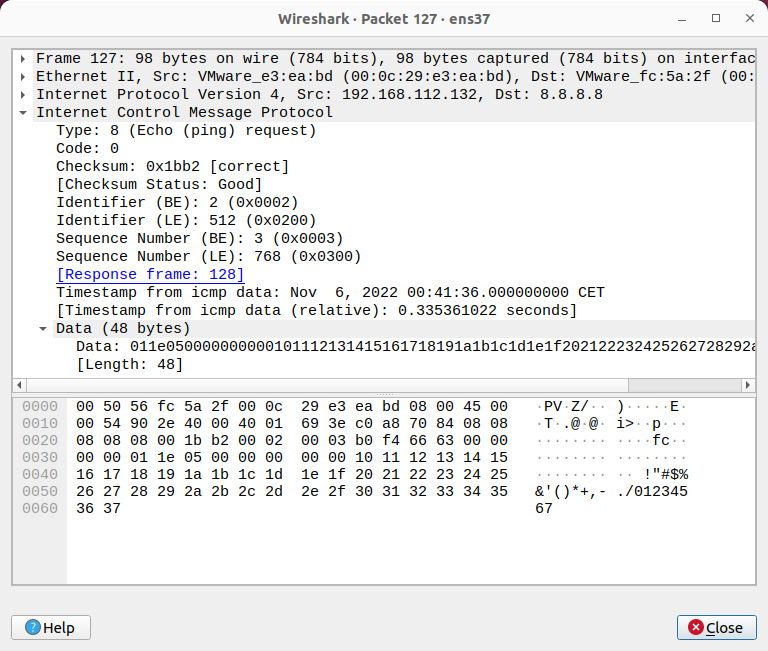 Wireshark · Packet 127 · ens37
Frame 127: 98 bytes on wire (784 bits), 98 bytes captured (784 bits) on interfac
Ethernet II, Src: VMware_e3:ea:bd (00:0c:29:e3:ea:bd), Dst: VMware_fc:5a:2f (00:
Internet Protocol Version 4, Src: 192.168.112.132, Dst: 8.8.8.8
Internet Control Message Protocol
Type: 8 (Echo (ping) request)
Code: 0
Checksum: 0x1bb2 [correct]
[Checksum Status: Good]
Identifier (BE): 2 (0x0002)
Identifier (LE): 512 (0x0200)
Sequence Number (BE): 3 (0x0003)
Sequence Number (LE): 768 (0x0300)
[Response frame: 128]
Timestamp from icmp data: Nov  6, 2022 00:41:36.000000000 CET
[Timestamp from icmp data (relative): 0.335361022 seconds]
Data (48 bytes)
Data: 011e050000000000101112131415161718191a1b1c1d1e1f202122232425262728292a
[Length: 48]
0000 00 50 56 fc 5a 2f 00 0c 29 e3 ea bd 08 00 45 00 ·PV·Z/·· )·····E·
0010 00 54 90 2e 40 00 40 01 69 3e c0 a8 70 84 08 08 ·T·.@·@· i>··p···
0020 08 08 08 00 1b b2 00 02 00 03 b0 f4 66 63 00 00 ········ ····fc··
0030 00 00 01 1e 05 00 00 00 00 00 10 11 12 13 14 15 ········ ········
0040 16 17 18 19 1a 1b 1c 1d 1e 1f 20 21 22 23 24 25 ········ ·· !"#$%
0050 26 27 28 29 2a 2b 2c 2d 2e 2f 30 31 32 33 34 35 &'()*+,- ./012345
0060 36 37 67
Help
Close